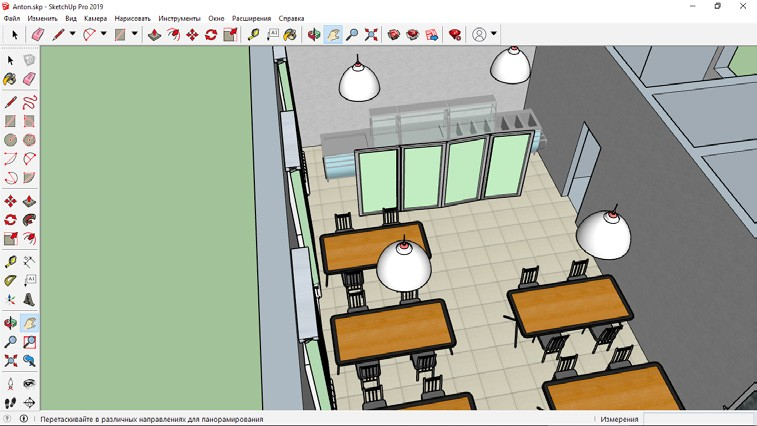 Anton.skp - SketchUp Pro 2019
Файл Изменить Вид Камера Нарисовать Инструменты Окно Расширения Справка
Перетаскивайте в различных направлениях для панорамирования
Измерения